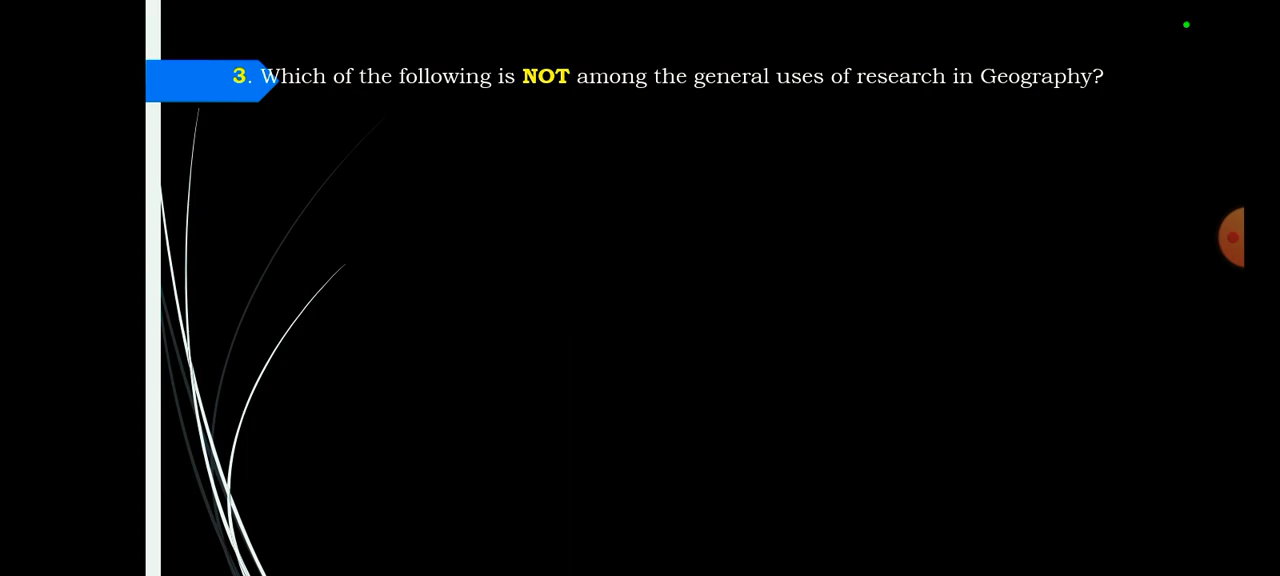 3. Which of the following is NOT among the general uses of research in Geography?